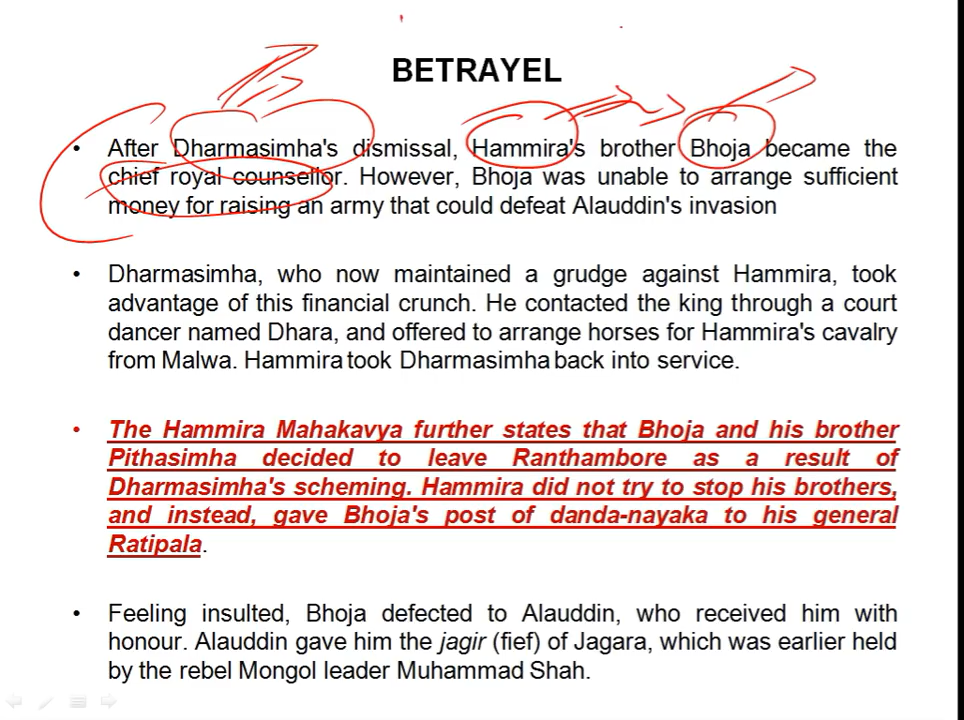 BETRAYEL
• After Dharmasimha's dismissal, Hammira's brother Bhoja became the
chief royal counsellor. However, Bhoja was unable to arrange sufficient
money for raising an army that could defeat Alauddin's invasion
• Dharmasimha, who now maintained a grudge against Hammira, took
advantage of this financial crunch. He contacted the king through a court
dancer named Dhara, and offered to arrange horses for Hammira's cavalry
from Malwa. Hammira took Dharmasimha back into service.
• The Hammira Mahakavya further states that Bhoja and his brother
Pithasimha decided to leave Ranthambore as a result of
Dharmasimha's scheming. Hammira did not try to stop his brothers,
and instead, gave Bhoja's post of danda-nayaka to his general
Ratipala.
• Feeling insulted, Bhoja defected to Alauddin, who received him with
honour. Alauddin gave him the jagir (fief) of Jagara, which was earlier held
by the rebel Mongol leader Muhammad Shah.